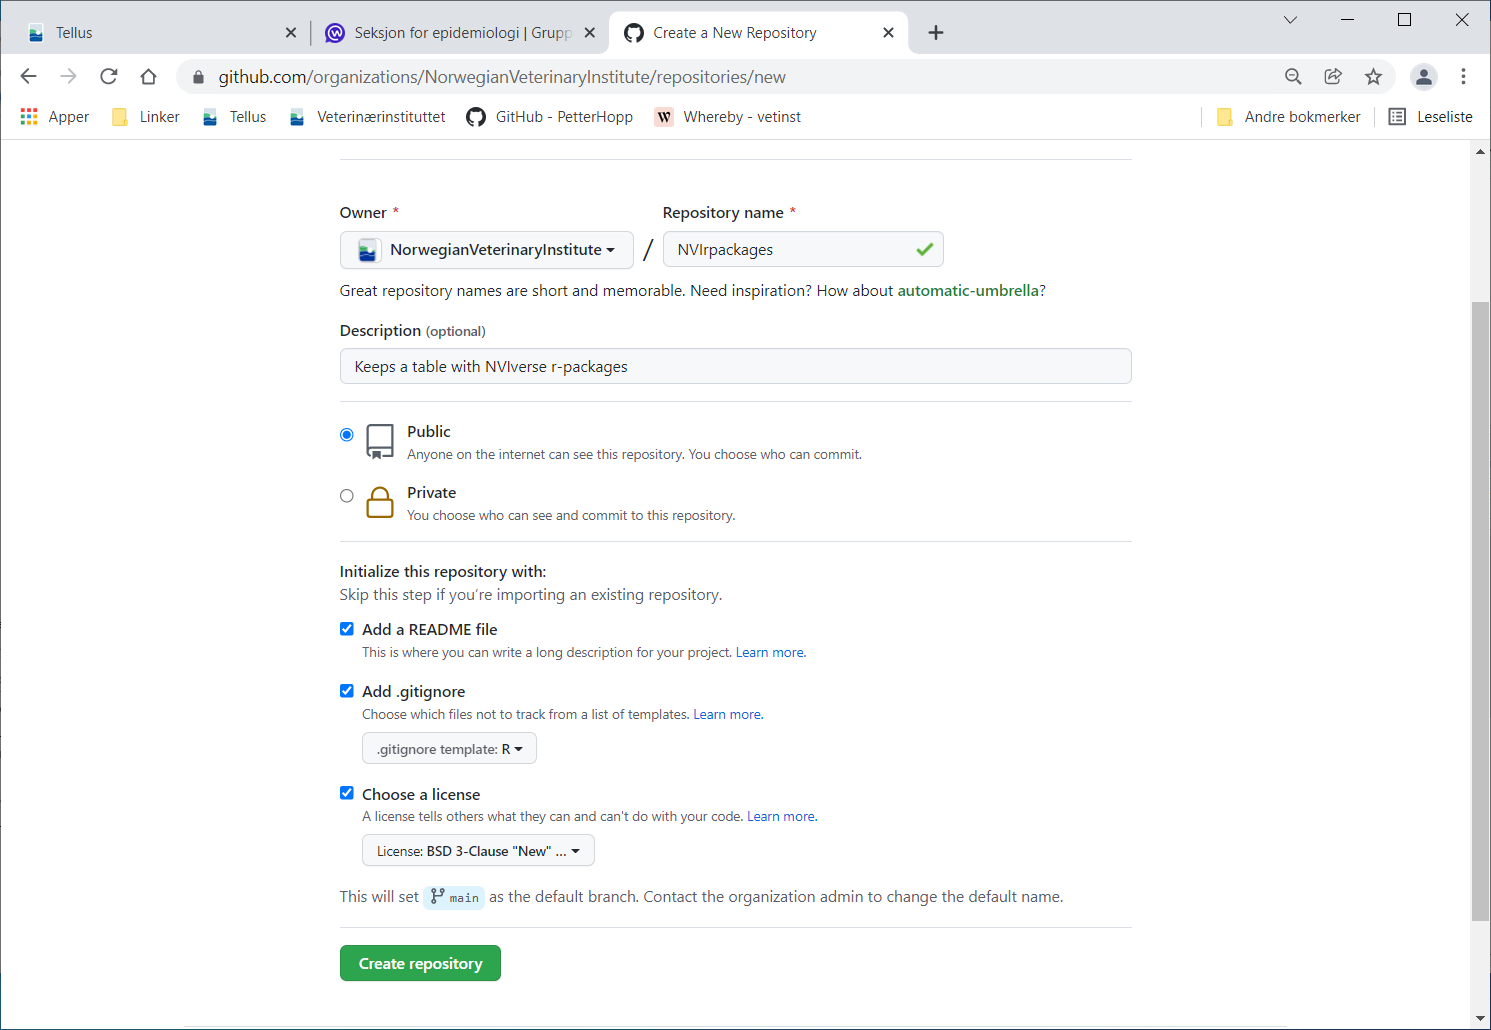 Tellus
Seksjon for epidemiologi | Grupp
Create a New Repository
github.com/organizations/NorwegianVeterinaryInstitute/repositories/new
Apper
Linker
Tellus
Veterinærinstituttet
GitHub - PetterHopp
W Whereby - vetinst
Andre bokmerker
Leseliste
Owner *
Repository name *
NorwegianVeterinaryInstitute
/
NVIrpackages
Great repository names are short and memorable. Need inspiration? How about automatic-umbrella?
Description (optional)
Keeps a table with NVIverse r-packages
Public
Anyone on the internet can see this repository. You choose who can commit.
Private
You choose who can see and commit to this repository.
Initialize this repository with:
Skip this step if you're importing an existing repository.
Add a README file
This is where you can write a long description for your project. Learn more.
Add .gitignore
Choose which files not to track from a list of templates. Learn more.
.gitignore template: R
Choose a license
A license tells others what they can and can't do with your code. Learn more.
License: BSD 3-Clause "New" ...
This will set main as the default branch. Contact the organization admin to change the default name.
Create repository